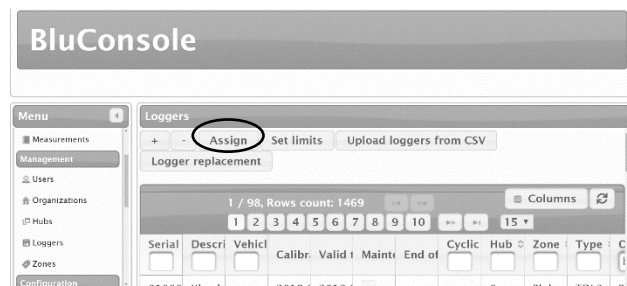 BluConsole
Menu
Measurements
Management
Users
Organizations
Hubs
Loggers
Zones
Configuration
Loggers
+ - Assign Set limits Upload loggers from CSV
Logger replacement
1 / 98, Rows count: 1469
Columns
1 2 3 4 5 6 7 8 9 10 15
Serial Descri Vehicl Calibr. Valid t Mainte End of Cyclic Hub Zone Type